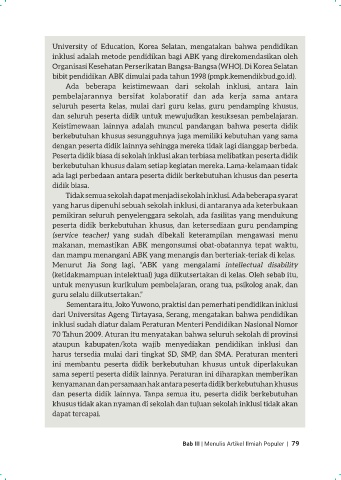 University of Education, Korea Selatan, mengatakan bahwa pendidikan
inklusi adalah metode pendidikan bagi ABK yang direkomendasikan oleh
Organisasi Kesehatan Perserikatan Bangsa-Bangsa (WHO). Di Korea Selatan
bibit pendidikan ABK dimulai pada tahun 1998 (pmpk.kemendikbud.go.id).
Ada beberapa keistimewaan dari sekolah inklusi, antara lain
pembelajarannya bersifat kolaboratif dan ada kerja sama antara
seluruh peserta kelas, mulai dari guru kelas, guru pendamping khusus,
dan seluruh peserta didik untuk mewujudkan kesuksesan pembelajaran.
Keistimewaan lainnya adalah muncul pandangan bahwa peserta didik
berkebutuhan khusus sesungguhnya juga memiliki kebutuhan yang sama
dengan peserta didik lainnya sehingga mereka tidak lagi dianggap berbeda.
Peserta didik biasa di sekolah inklusi akan terbiasa melibatkan peserta didik
berkebutuhan khusus dalam setiap kegiatan mereka. Lama-kelamaan tidak
ada lagi perbedaan antara peserta didik berkebutuhan khusus dan peserta
didik biasa.
Tidak semua sekolah dapat menjadi sekolah inklusi. Ada beberapa syarat
yang harus dipenuhi sebuah sekolah inklusi, di antaranya ada keterbukaan
pemikiran seluruh penyelenggara sekolah, ada fasilitas yang mendukung
peserta didik berkebutuhan khusus, dan ketersediaan guru pendamping
(service teacher) yang sudah dibekali keterampilan mengawasi menu
makanan, memastikan ABK mengonsumsi obat-obatannya tepat waktu,
dan mampu menangani ABK yang menangis dan berteriak-teriak di kelas.
Menurut Jia Song lagi, "ABK yang mengalami intellectual disability
(ketidakmampuan intelektual) juga diikutsertakan di kelas. Oleh sebab itu,
untuk menyusun kurikulum pembelajaran, orang tua, psikolog anak, dan
guru selalu diikutsertakan."
Sementara itu, Joko Yuwono, praktisi dan pemerhati pendidikan inklusi
dari Universitas Ageng Tirtayasa, Serang, mengatakan bahwa pendidikan
inklusi sudah diatur dalam Peraturan Menteri Pendidikan Nasional Nomor
70 Tahun 2009. Aturan itu menyatakan bahwa seluruh sekolah di provinsi
ataupun kabupaten/kota wajib menyediakan pendidikan inklusi dan
harus tersedia mulai dari tingkat SD, SMP, dan SMA. Peraturan menteri
ini membantu peserta didik berkebutuhan khusus untuk diperlakukan
sama seperti peserta didik lainnya. Peraturan ini diharapkan memberikan
kenyamanan dan persamaan hak antara peserta didik berkebutuhan khusus
dan peserta didik lainnya. Tanpa semua itu, peserta didik berkebutuhan
khusus tidak akan nyaman di sekolah dan tujuan sekolah inklusi tidak akan
dapat tercapai.
Bab III | Menulis Artikel Ilmiah Populer | 79